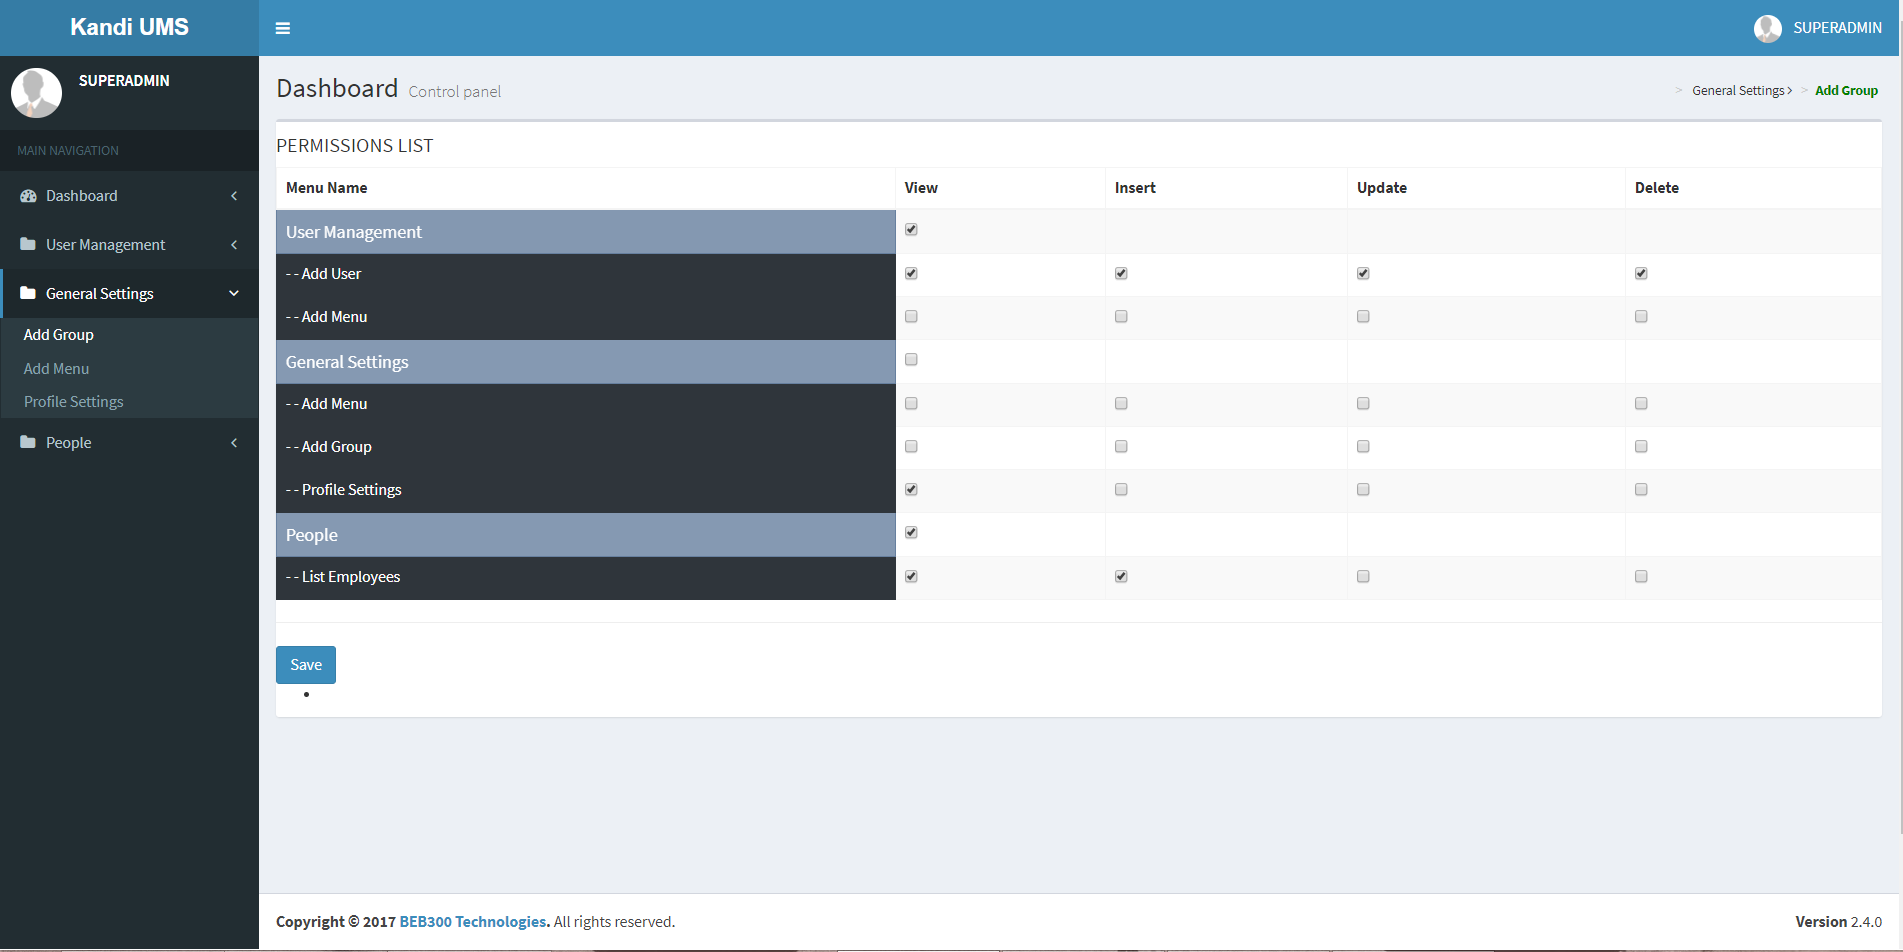 Kandi UMS
SUPERADMIN
SUPERADMIN
MAIN NAVIGATION
Dashboard
User Management
General Settings
Add Group
Add Menu
Profile Settings
People
Dashboard Control panel
> General Settings > > Add Group
PERMISSIONS LIST
Menu Name View Insert Update Delete
User Management
- - Add User
- - Add Menu
General Settings
- - Add Menu
- - Add Group
- - Profile Settings
People
- - List Employees
Save
Copyright © 2017 BEB300 Technologies. All rights reserved.
Version 2.4.0